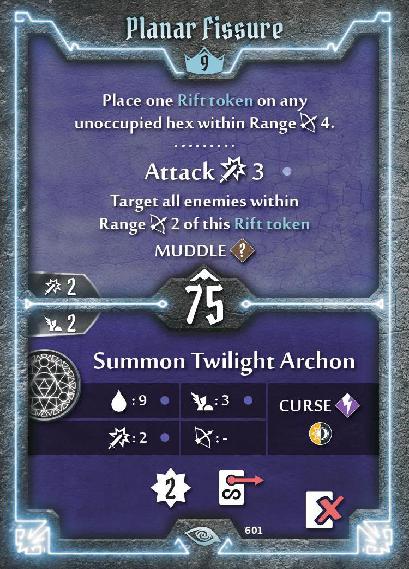 Planar Fissure
9
Place one Rift token on any
unoccupied hex within Range 4.
Attack 3
Target all enemies within
Range 2 of this Rift token
MUDDLE ?
2
75
2
Summon Twilight Archon
:9 :3 CURSE
:2 :-
2
601